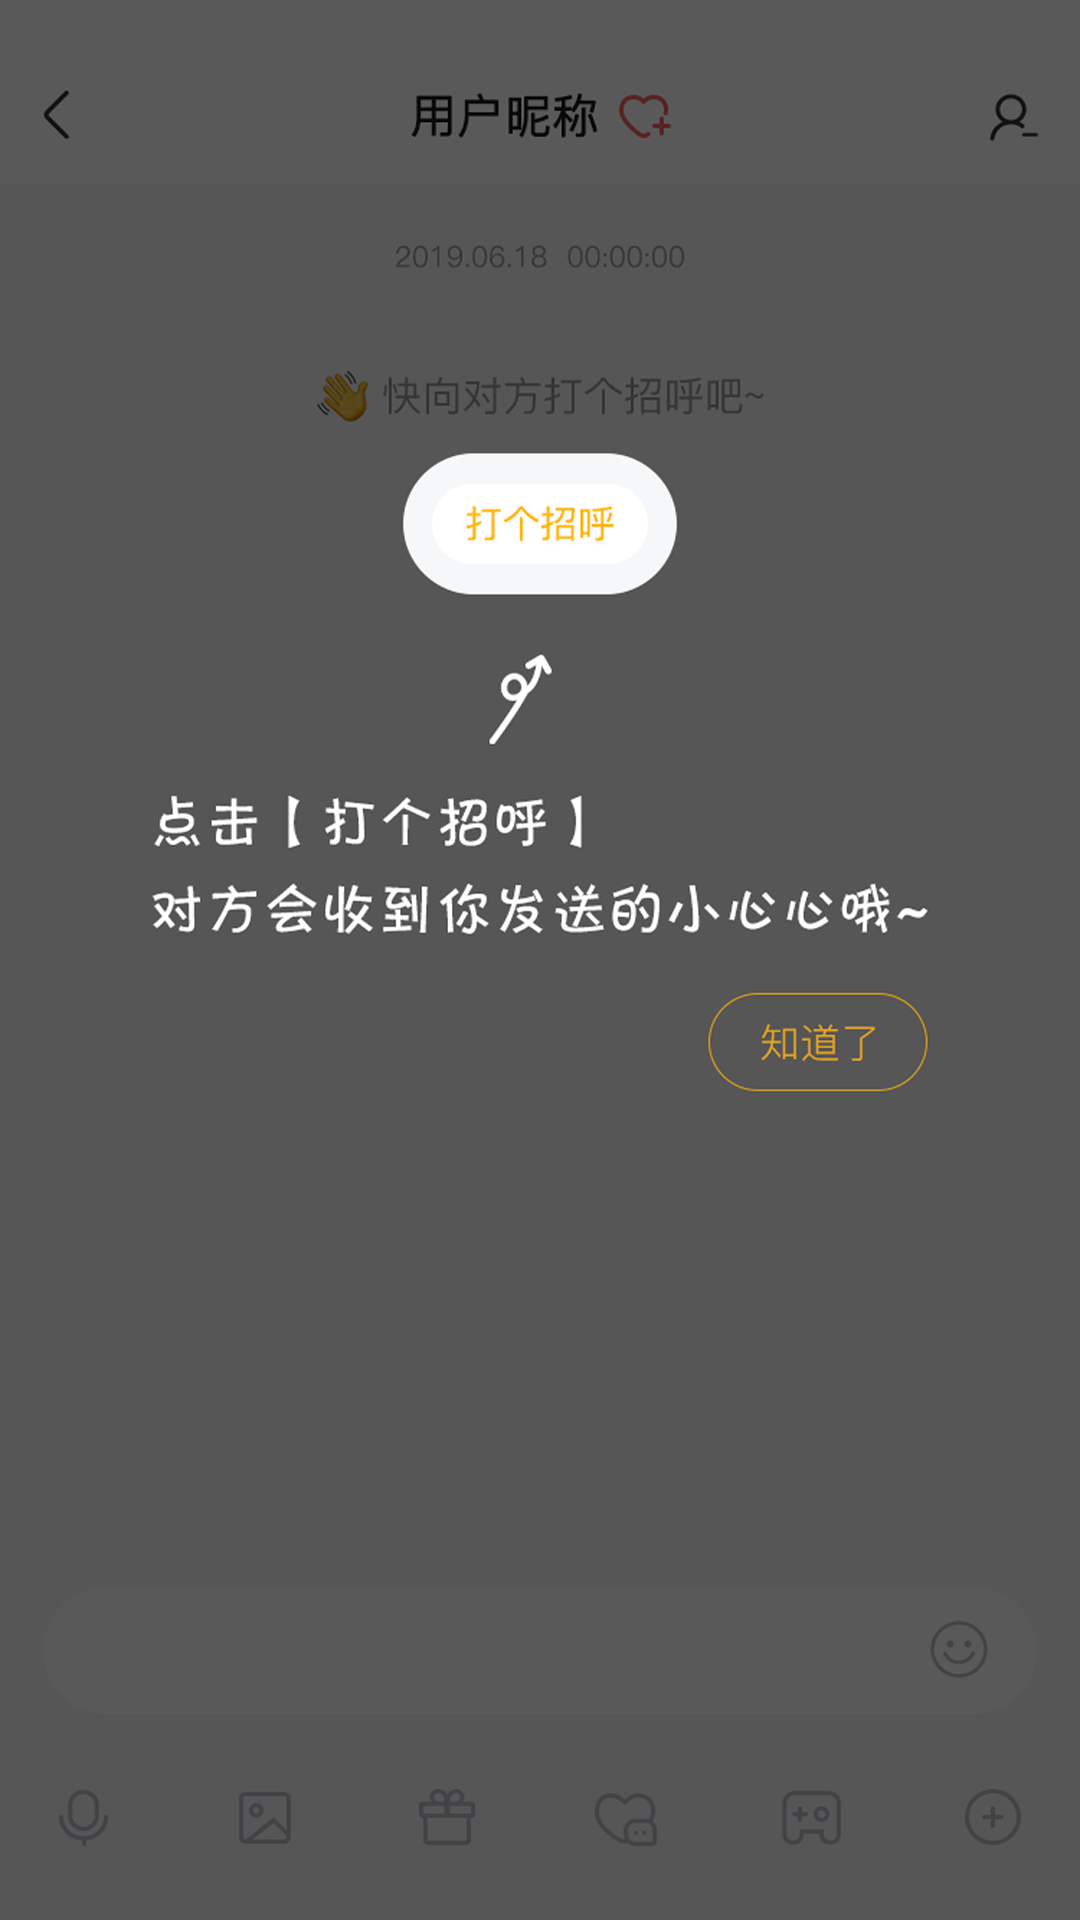 用户昵称
2019.06.18 00:00:00
👋 快向对方打个招呼吧~
打个招呼
点击【打个招呼】
对方会收到你发送的小心心哦~
知道了